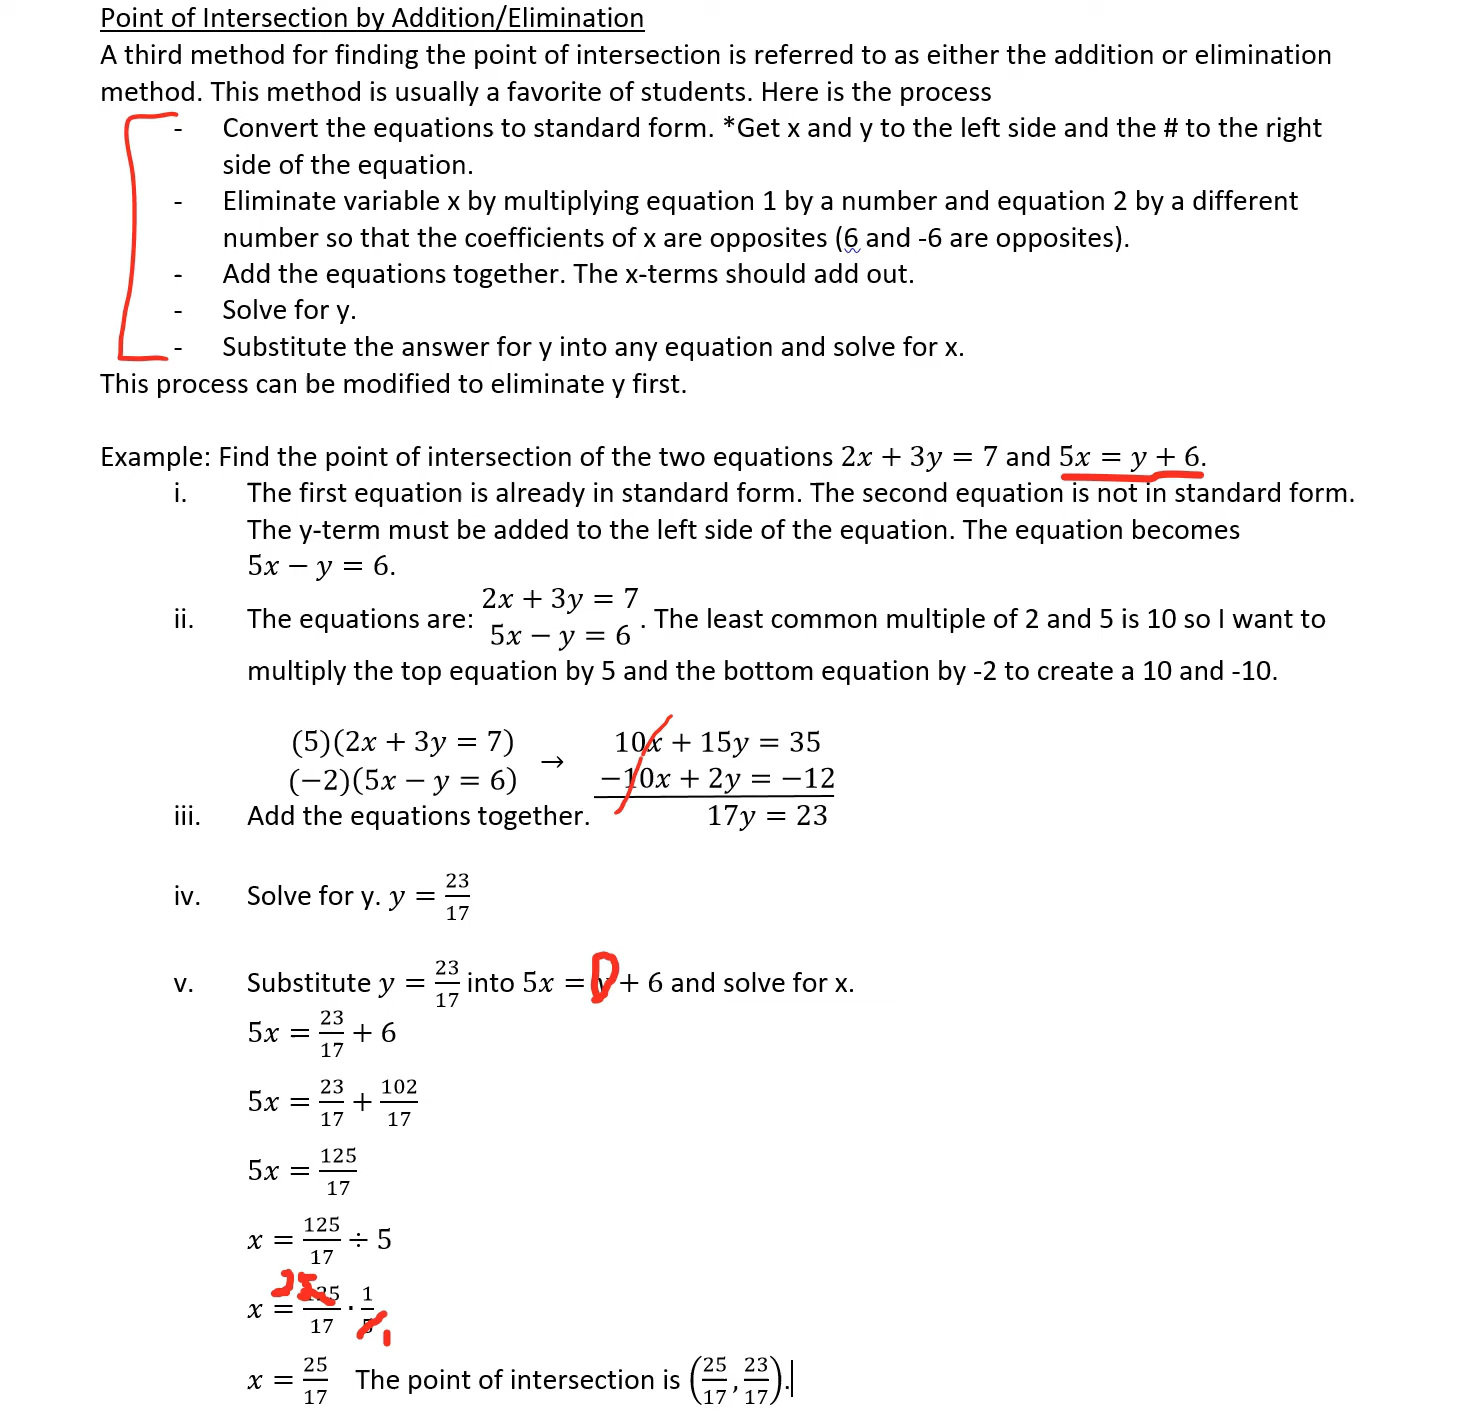 Point of Intersection by Addition/Elimination
A third method for finding the point of intersection is referred to as either the addition or elimination
method. This method is usually a favorite of students. Here is the process
- Convert the equations to standard form. *Get x and y to the left side and the # to the right
side of the equation.
- Eliminate variable x by multiplying equation 1 by a number and equation 2 by a different
number so that the coefficients of x are opposites (6 and -6 are opposites).
- Add the equations together. The x-terms should add out.
- Solve for y.
- Substitute the answer for y into any equation and solve for x.
This process can be modified to eliminate y first.
Example: Find the point of intersection of the two equations 2x + 3y = 7 and 5x = y + 6.
i. The first equation is already in standard form. The second equation is not in standard form.
The y-term must be added to the left side of the equation. The equation becomes
5x − y = 6.
ii. The equations are: 2x + 3y = 7
5x − y = 6 . The least common multiple of 2 and 5 is 10 so I want to
multiply the top equation by 5 and the bottom equation by -2 to create a 10 and -10.
(5)(2x + 3y = 7) → 10x + 15y = 35
(−2)(5x − y = 6) −10x + 2y = −12
iii. Add the equations together. 17y = 23
iv. Solve for y. y = 23/17
v. Substitute y = 23/17 into 5x = y + 6 and solve for x.
5x = 23/17 + 6
5x = 23/17 + 102/17
5x = 125/17
x = 125/17 ÷ 5
25
x = 125/17 · 1/5
1
x = 25/17 The point of intersection is (25/17, 23/17).